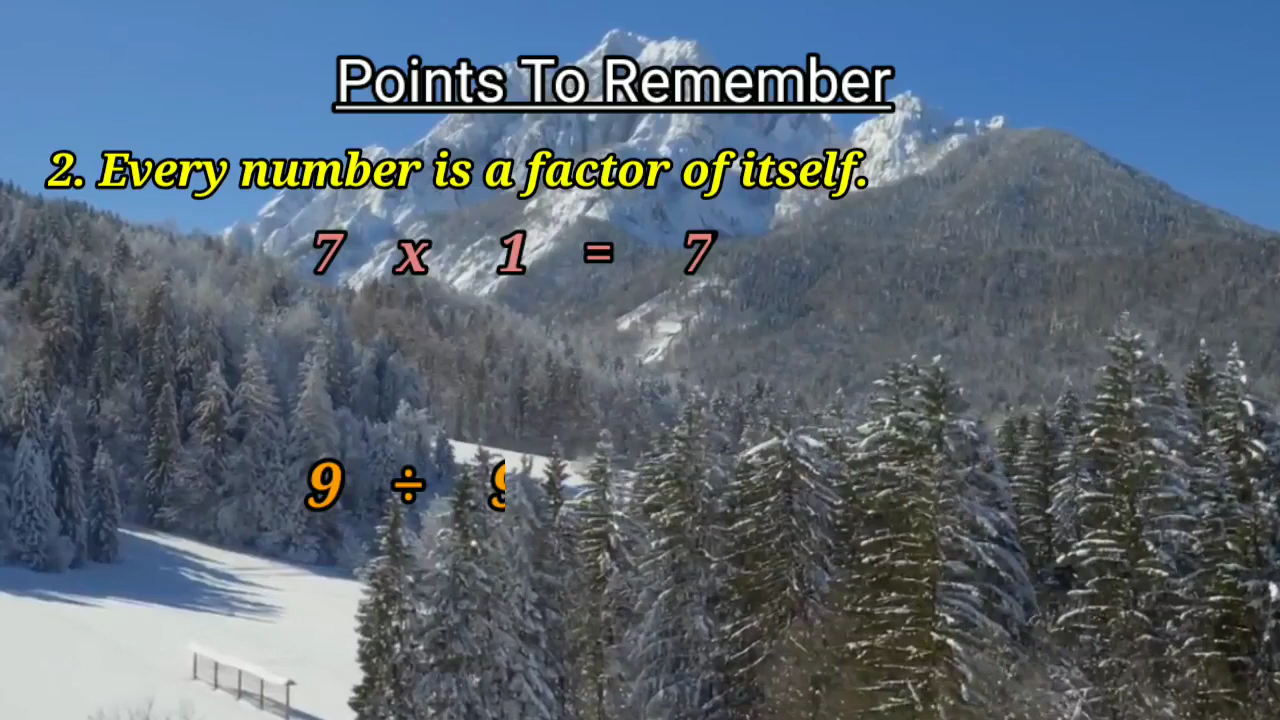 Points To Remember
2. Every number is a factor of itself.
7 x 1 = 7
9 ÷